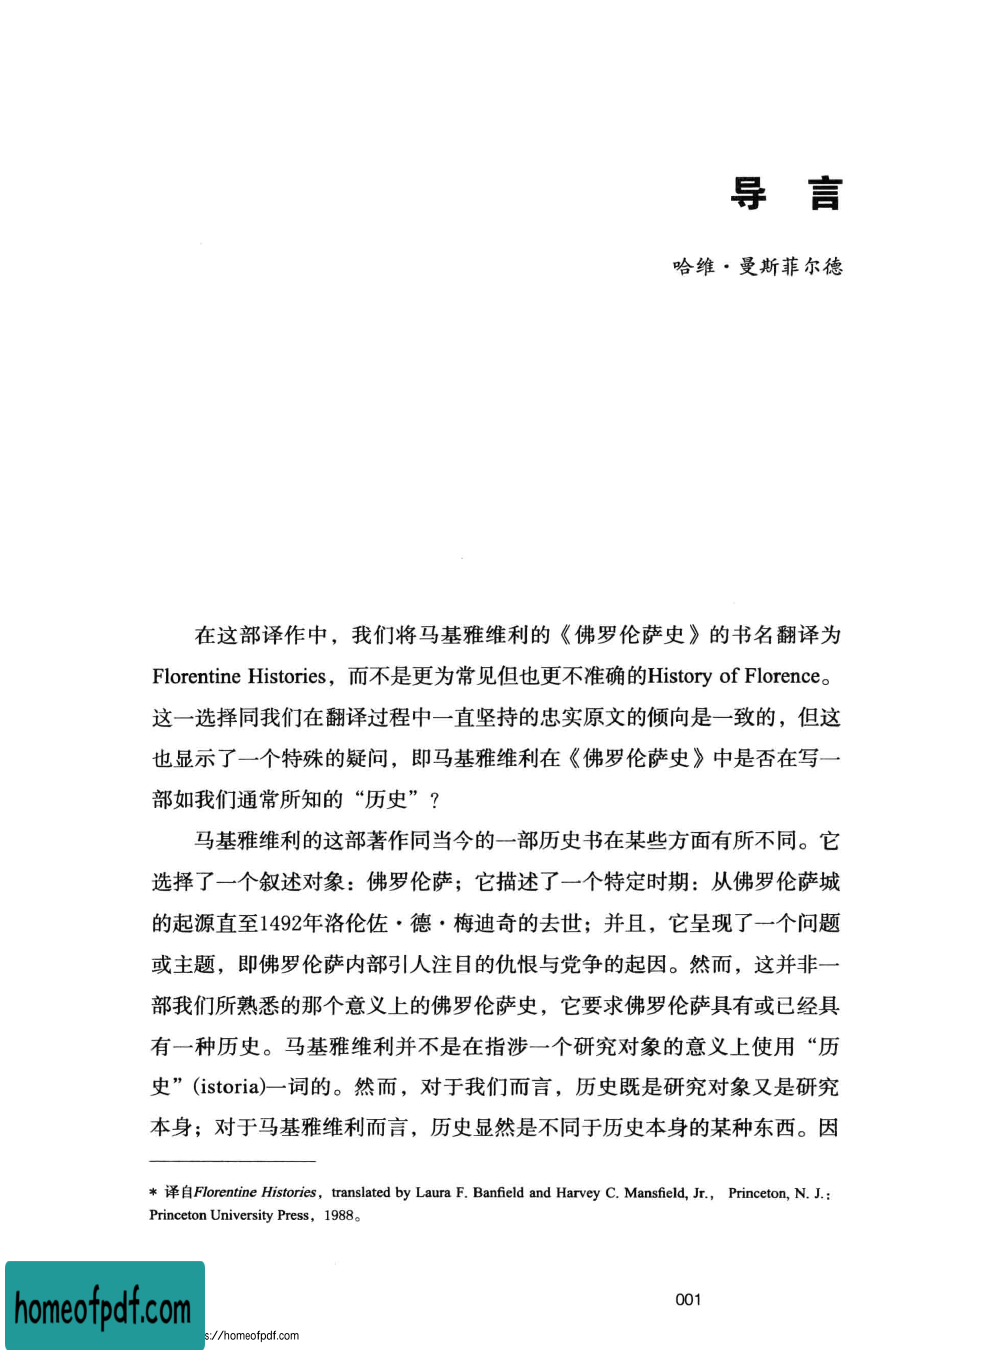 导 言
哈维·曼斯菲尔德
在这部译作中，我们将马基雅维利的《佛罗伦萨史》的书名翻译为
Florentine Histories，而不是更为常见但也更不准确的History of Florence。
这一选择同我们在翻译过程中一直坚持的忠实原文的倾向是一致的，但这
也显示了一个特殊的疑问，即马基雅维利在《佛罗伦萨史》中是否在写一
部如我们通常所知的“历史”？
马基雅维利的这部著作同当今的一部历史书在某些方面有所不同。它
选择了一个叙述对象：佛罗伦萨；它描述了一个特定时期：从佛罗伦萨城
的起源直至1492年洛伦佐·德·梅迪奇的去世；并且，它呈现了一个问题
或主题，即佛罗伦萨内部引人注目的仇恨与党争的起因。然而，这并非一
部我们所熟悉的那个意义上的佛罗伦萨史，它要求佛罗伦萨具有或已经具
有一种历史。马基雅维利并不是在指涉一个研究对象的意义上使用“历
史”(istoria)一词的。然而，对于我们而言，历史既是研究对象又是研究
本身；对于马基雅维利而言，历史显然是不同于历史本身的某种东西。因
* 译自Florentine Histories，translated by Laura F. Banfield and Harvey C. Mansfield, Jr.， Princeton, N. J.：
Princeton University Press，1988。
001
homeofpdf.com
s://homeofpdf.com